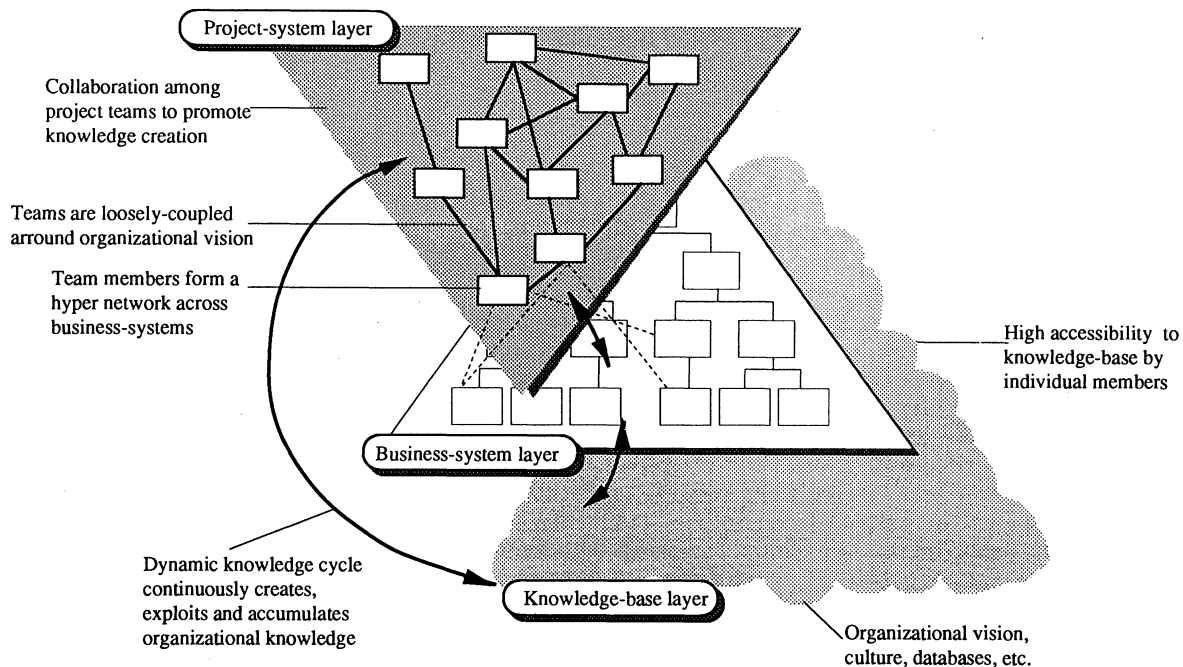 Project-system layer
Collaboration among
project teams to promote
knowledge creation
Teams are loosely-coupled
arround organizational vision
Team members form a
hyper network across
business-systems
High accessibility to
knowledge-base by
individual members
Business-system layer
Dynamic knowledge cycle
continuously creates,
exploits and accumulates
organizational knowledge
Knowledge-base layer
Organizational vision,
culture, databases, etc.